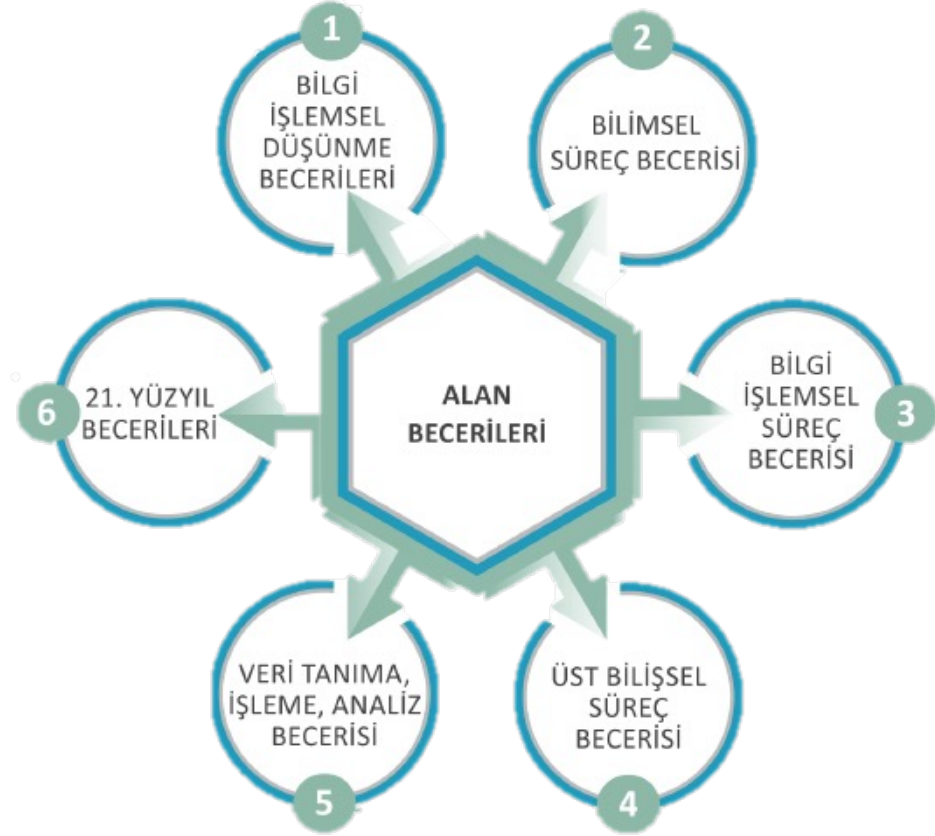 1
BİLGİ
İŞLEMSEL
DÜŞÜNME
BECERİLERİ
2
BİLİMSEL
SÜREÇ BECERİSİ
3
BİLGİ
İŞLEMSEL
SÜREÇ
BECERİSİ
4
ÜST BİLİŞSEL
SÜREÇ
BECERİSİ
5
VERİ TANIMA,
İŞLEME, ANALİZ
BECERİSİ
6
21. YÜZYIL
BECERİLERİ
ALAN
BECERİLERİ